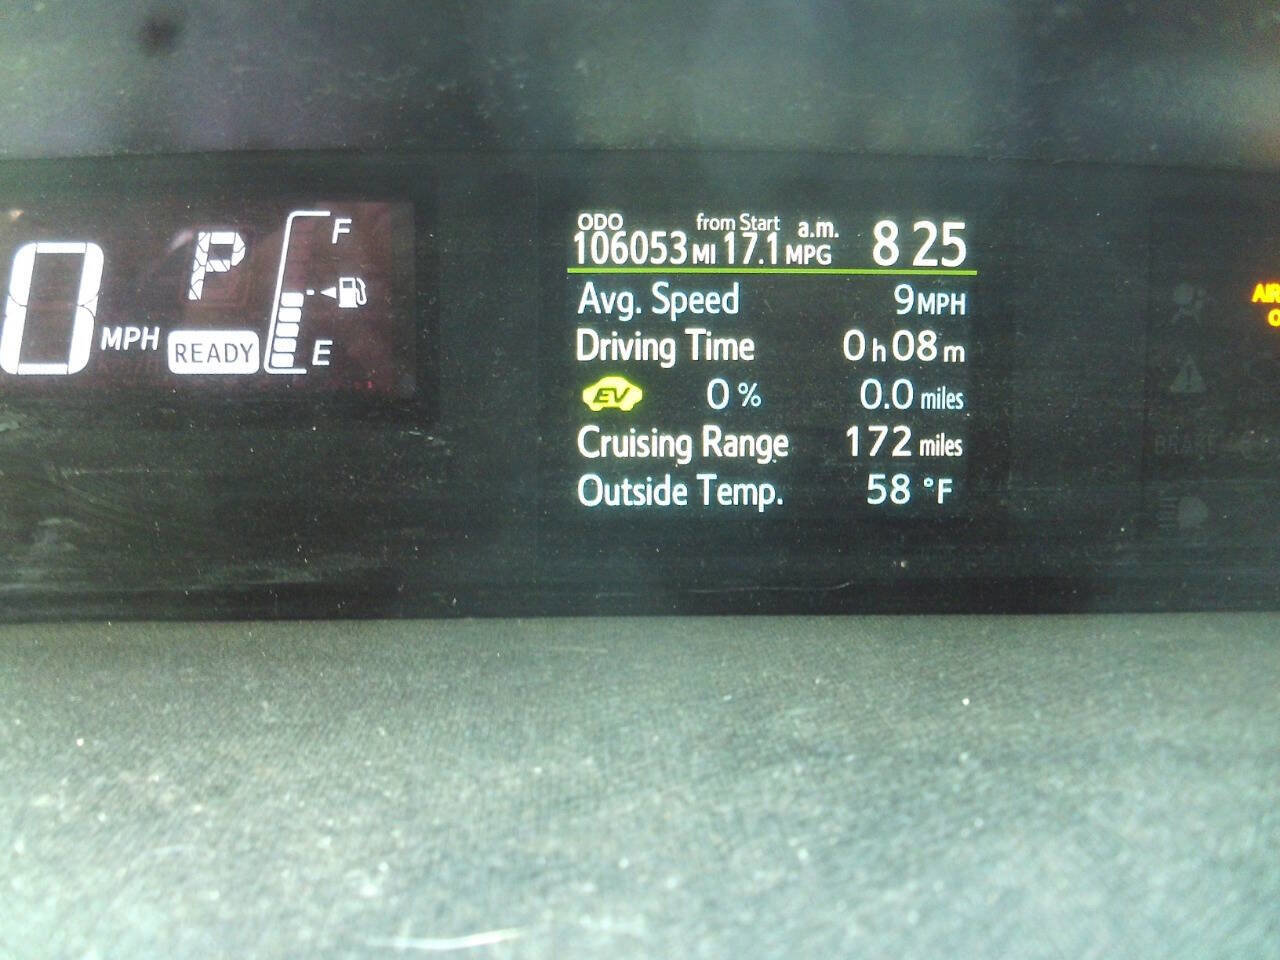 0 MPH
P
READY
F
E
ODO from Start a.m. 8 25
106053 MI 17.1 MPG
Avg. Speed 9 MPH
Driving Time 0 h 08 m
EV 0 % 0.0 miles
Cruising Range 172 miles
Outside Temp. 58 °F
BRAKE